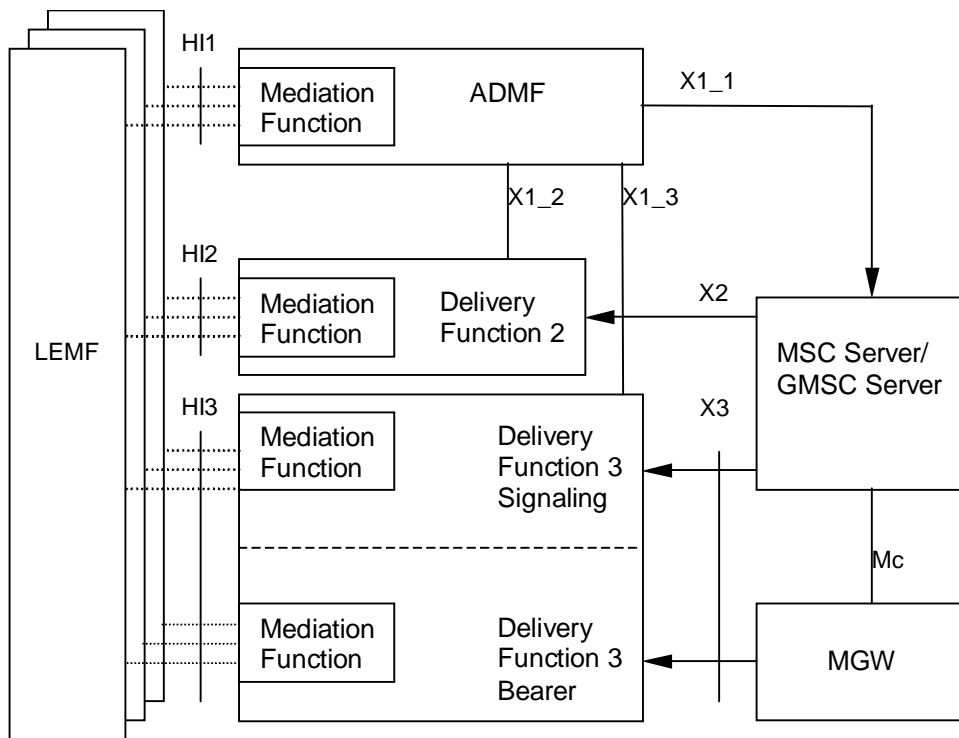 HI1
Mediation
Function
ADMF
X1_1
X1_2
X1_3
HI2
Mediation
Function
Delivery
Function 2
X2
LEMF
MSC Server/
GMSC Server
HI3
Mediation
Function
Delivery
Function 3
Signaling
X3
Mc
Mediation
Function
Delivery
Function 3
Bearer
MGW